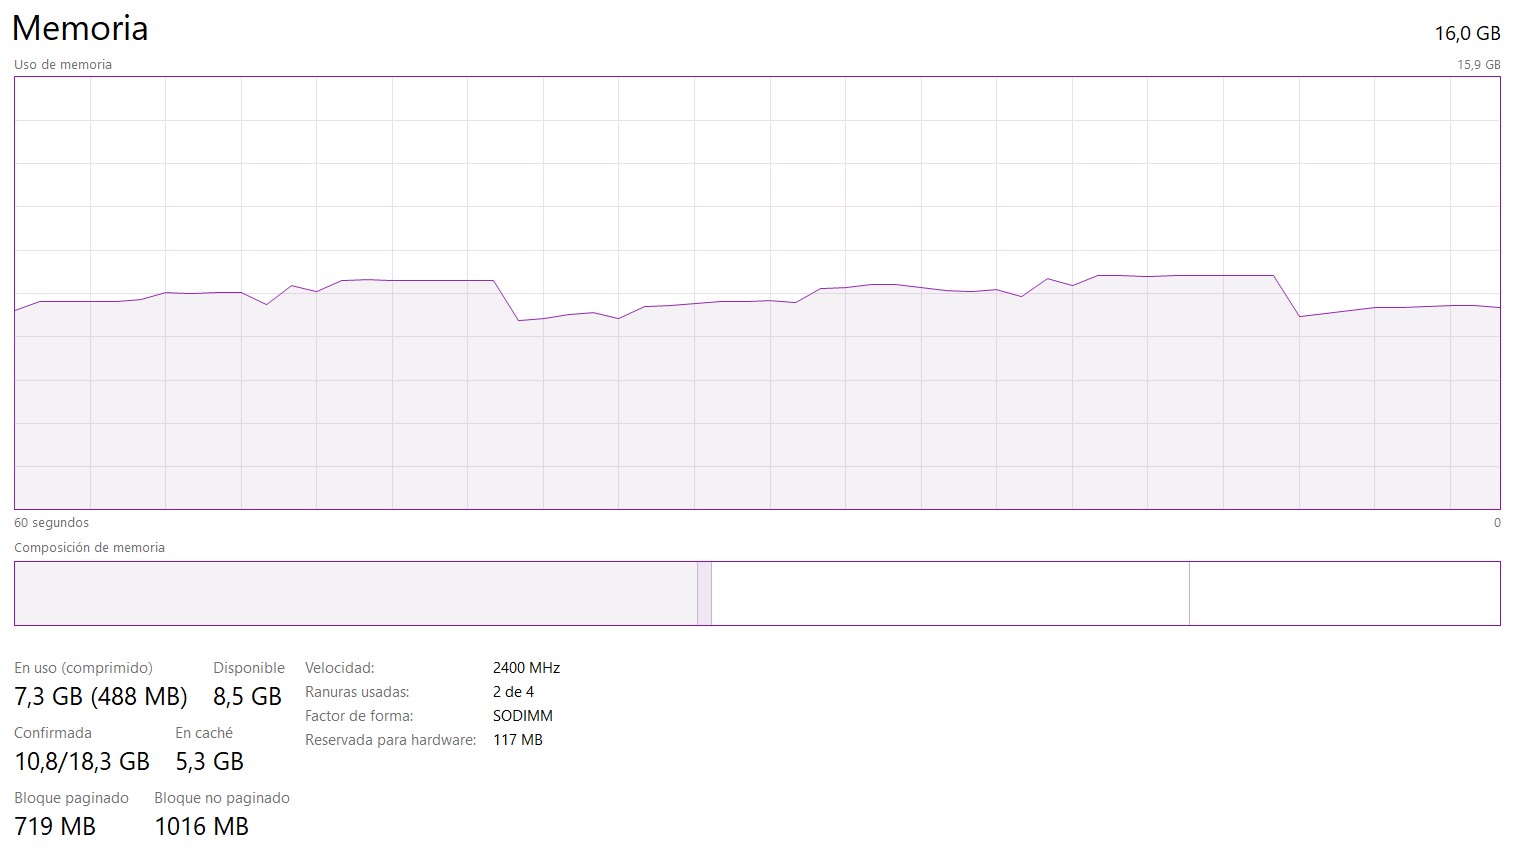 Memoria
16,0 GB
Uso de memoria
15,9 GB
60 segundos
0
Composición de memoria
En uso (comprimido)
7,3 GB (488 MB)
Disponible
8,5 GB
Confirmada
10,8/18,3 GB
En caché
5,3 GB
Bloque paginado
719 MB
Bloque no paginado
1016 MB
Velocidad: 2400 MHz
Ranuras usadas: 2 de 4
Factor de forma: SODIMM
Reservada para hardware: 117 MB